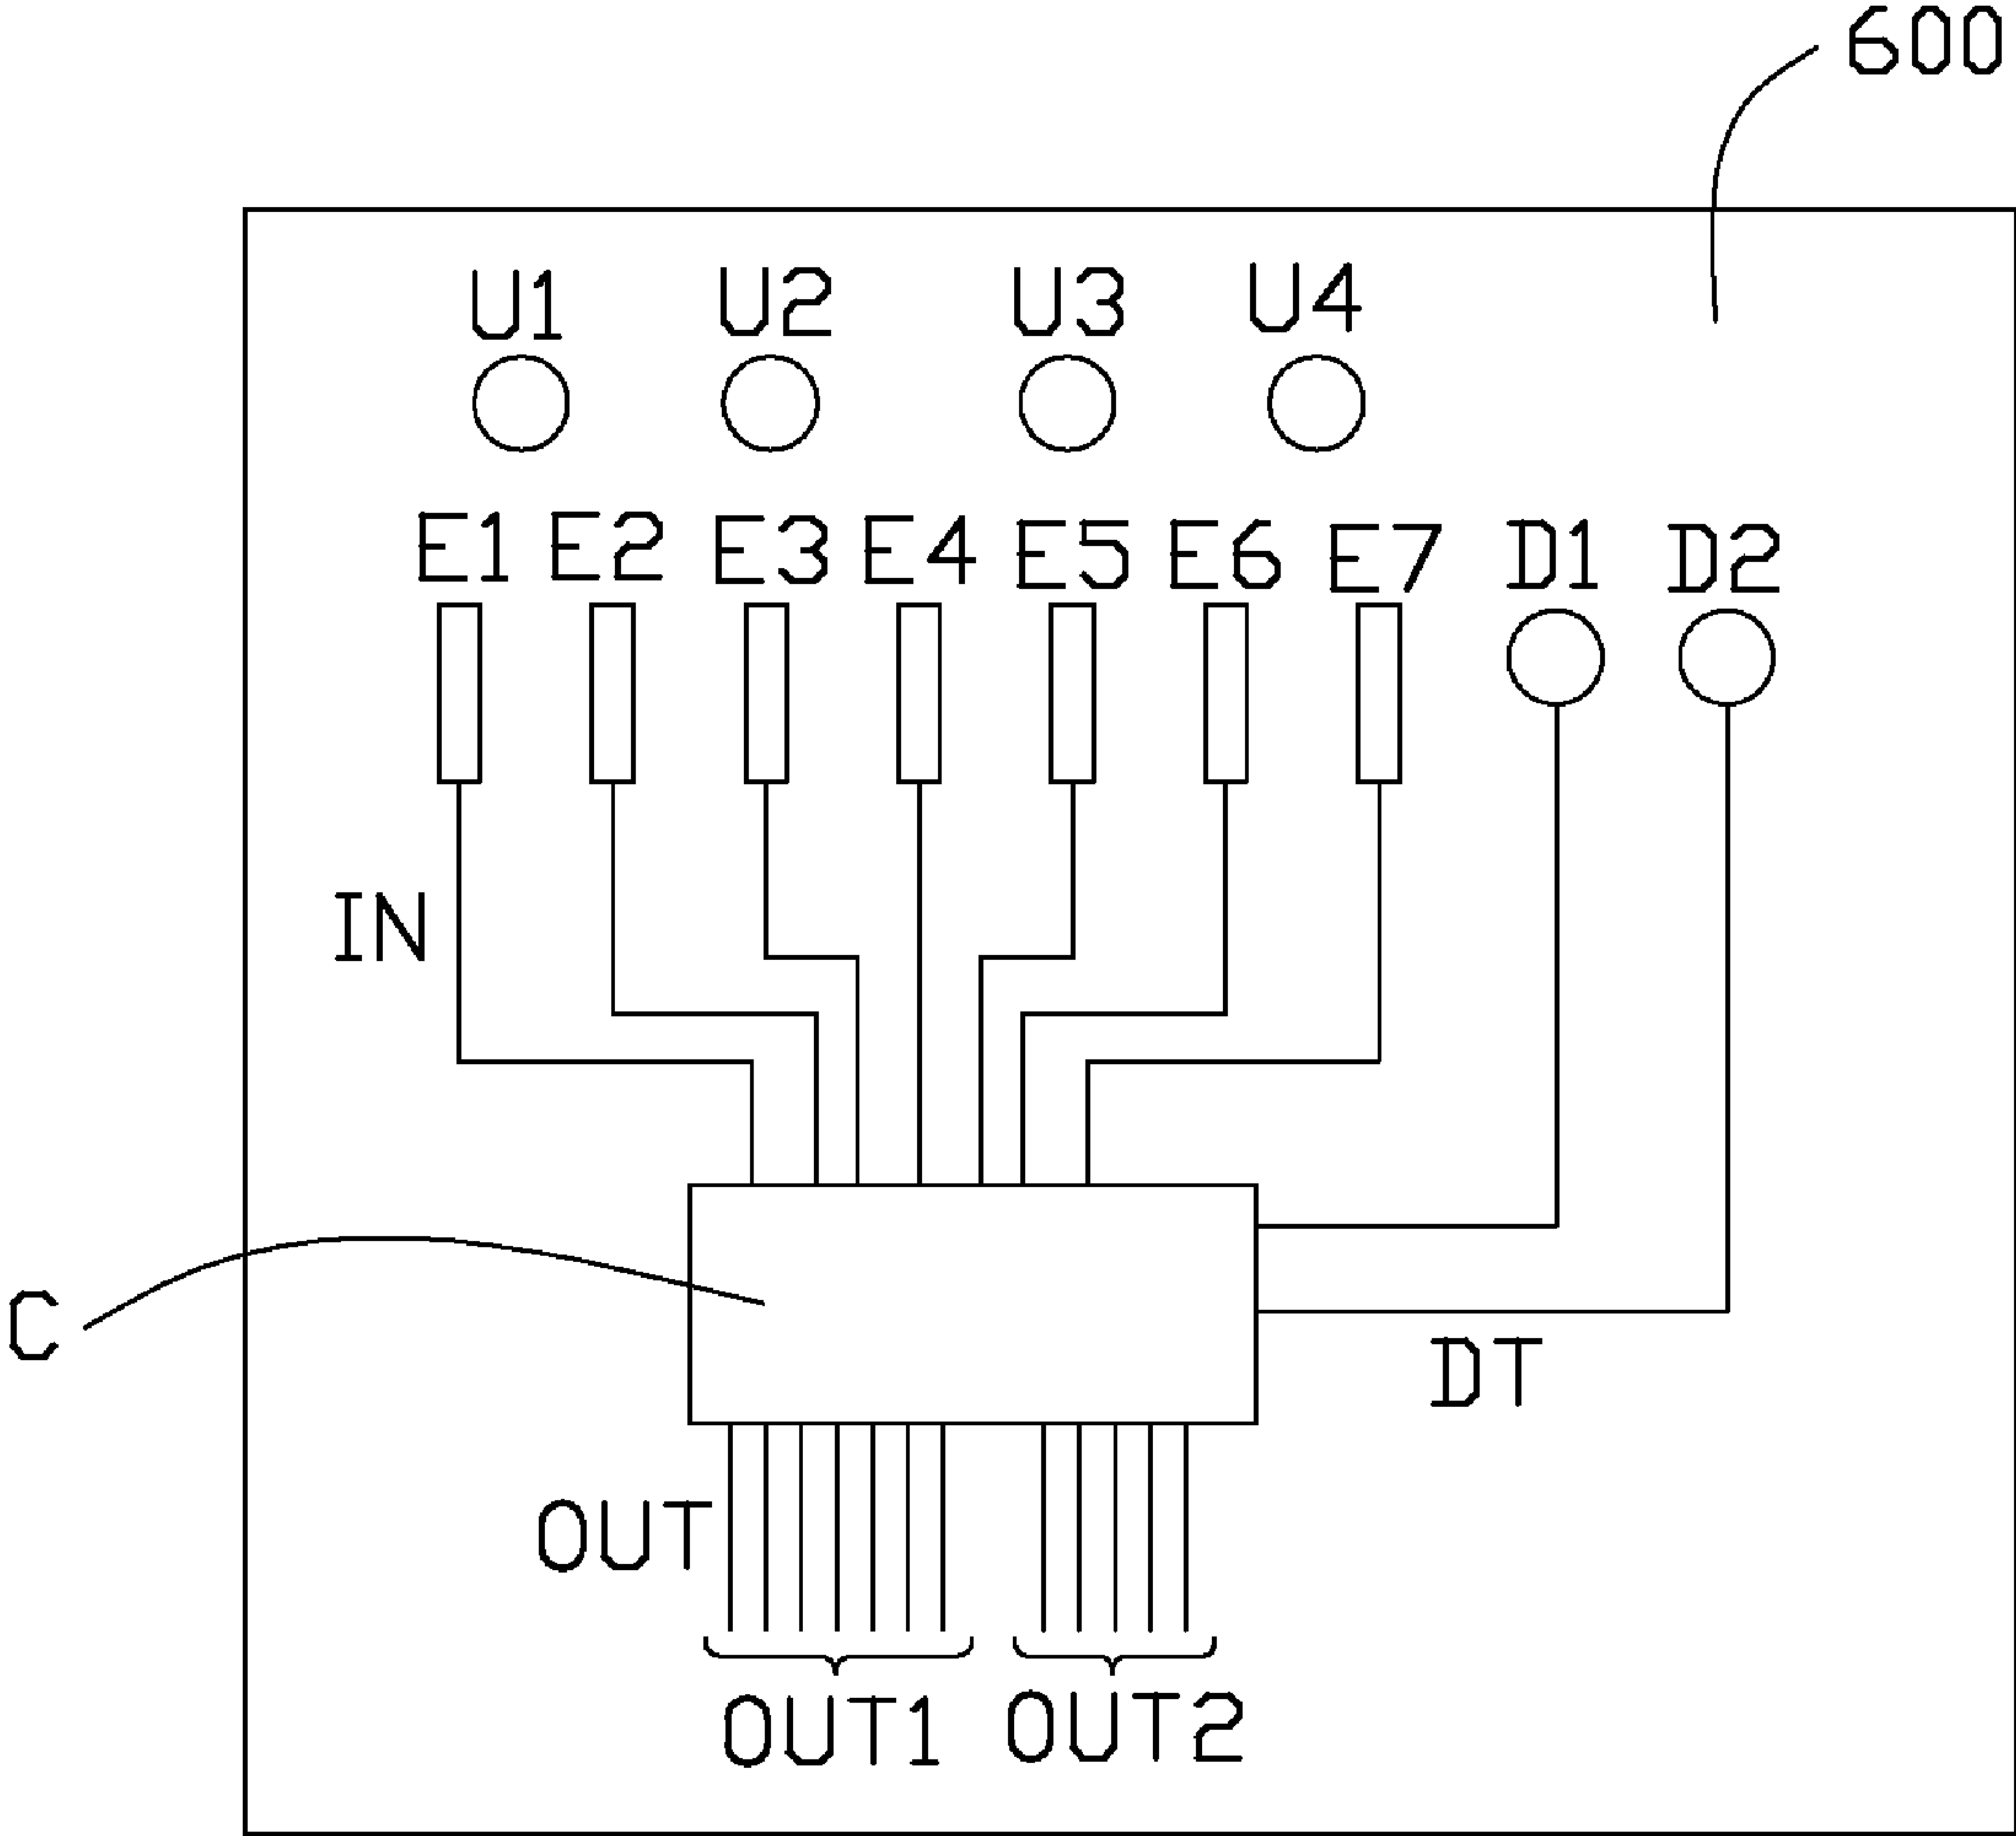 600
U1 U2 U3 U4
E1 E2 E3 E4 E5 E6 E7 D1 D2
IN
C
DT
OUT
OUT1 OUT2